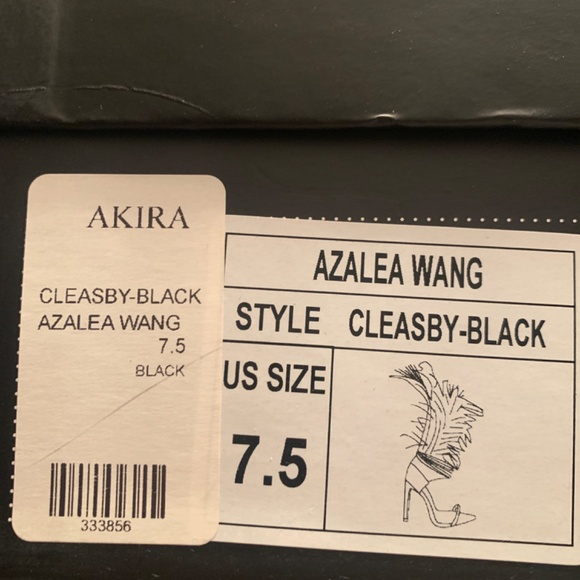 AKIRA
CLEASBY-BLACK
AZALEA WANG
7.5
BLACK
333856
AZALEA WANG
STYLE CLEASBY-BLACK
US SIZE
7.5